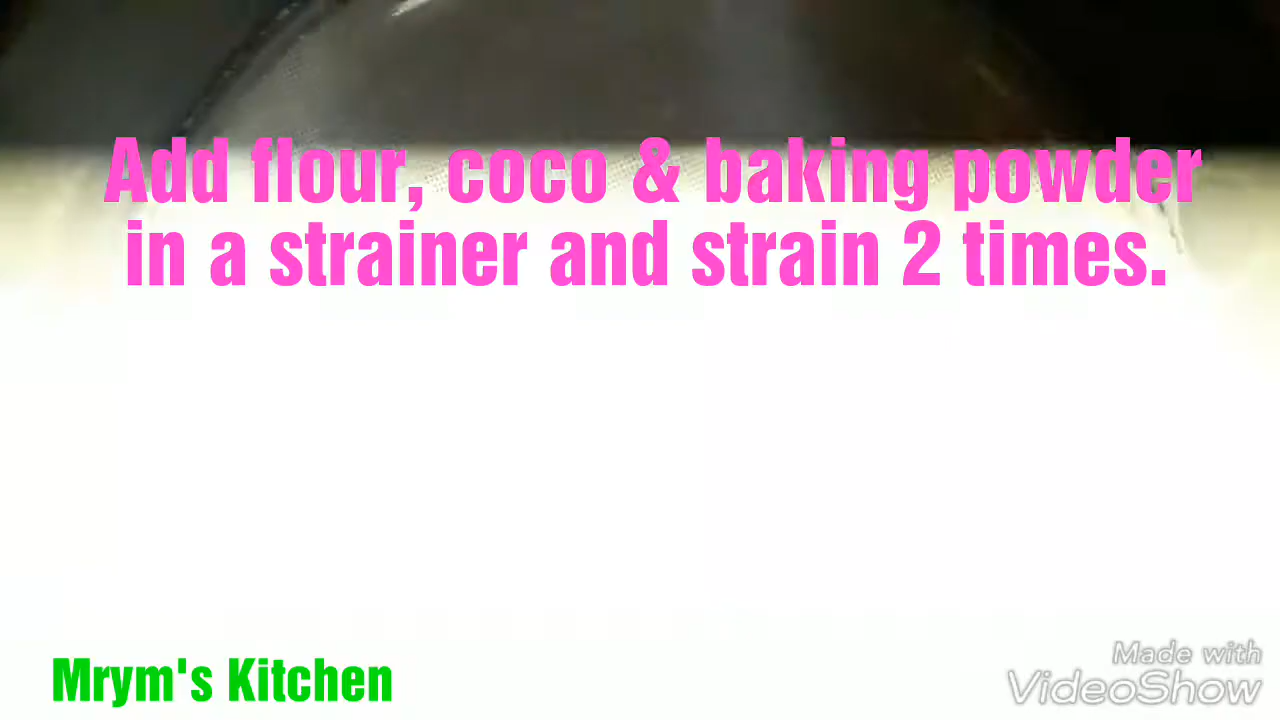 Add flour, coco & baking powder
in a strainer and strain 2 times.
Mrym's Kitchen
Made with
VideoShow